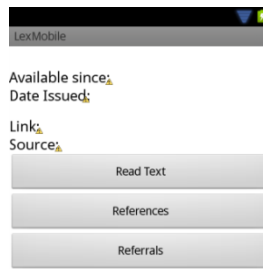 LexMobile
Available since:
Date Issued:
Link:
Source:
Read Text
References
Referrals